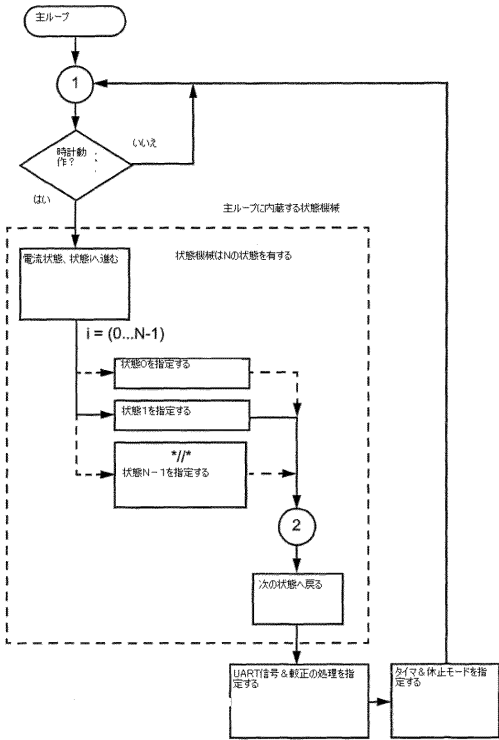 主ループ
1
時計動
作?
いいえ
はい
主ループに内蔵する状態機械
電流状態、状態iへ進む
状態機械はNの状態を有する
i = (0...N-1)
状態0を指定する
状態1を指定する
*//*
状態N-1を指定する
2
次の状態へ戻る
UART信号&較正の処理を指
定する
タイマ&休止モードを指
定する